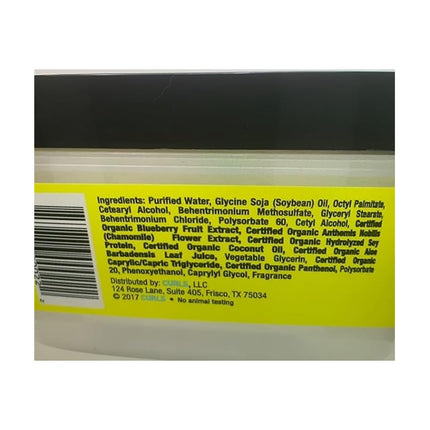 Ingredients: Purified Water, Glycine Soja (Soybean) Oil, Octyl Palmitate,
Cetearyl Alcohol, Behentrimonium Methosulfate, Glyceryl Stearate,
Behentrimonium Chloride, Polysorbate 60, Cetyl Alcohol, Certified
Organic Blueberry Fruit Extract, Certified Organic Anthemis Nobilis
(Chamomile) Flower Extract, Certified Organic Hydrolyzed Soy
Protein, Certified Organic Coconut Oil, Certified Organic Aloe
Barbadensis Leaf Juice, Vegetable Glycerin, Certified Organic
Caprylic/Capric Triglyceride, Certified Organic Panthenol, Polysorbate
20, Phenoxyethanol, Caprylyl Glycol, Fragrance
Distributed by: CURLS, LLC
124 Rose Lane, Suite 405, Frisco, TX 75034
© 2017 CURLS • No animal testing